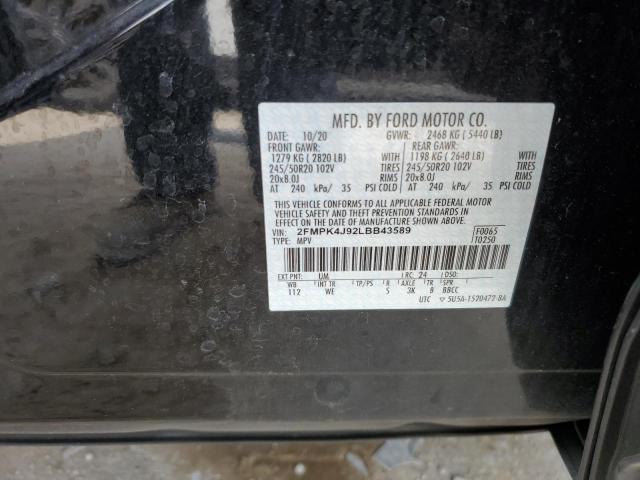 MFD. BY FORD MOTOR CO.
DATE: 10/20 GVWR: 2468 KG ( 5440 LB)
FRONT GAWR: REAR GAWR:
1279 KG ( 2820 LB) WITH 1198 KG ( 2640 LB) WITH
245/50R20 102V TIRES 245/50R20 102V TIRES
20x8.0J RIMS 20x8.0J RIMS
AT 240 kPa/ 35 PSI COLD AT 240 kPa/ 35 PSI COLD
THIS VEHICLE CONFORMS TO ALL APPLICABLE FEDERAL MOTOR
VEHICLE SAFETY AND THEFT PREVENTION STANDARDS IN
EFFECT ON THE DATE OF MANUFACTURE SHOWN ABOVE.
VIN: 2FMPK4J92LBB43589 F0065
TYPE: MPV T0250
EXT PNT: UM RC: 24 DSO:
WB INT TR TP/PS R AXLE TR SPR
112 WE S 3K B BBCC
UTC ▽ 5U5A-1520472-BA